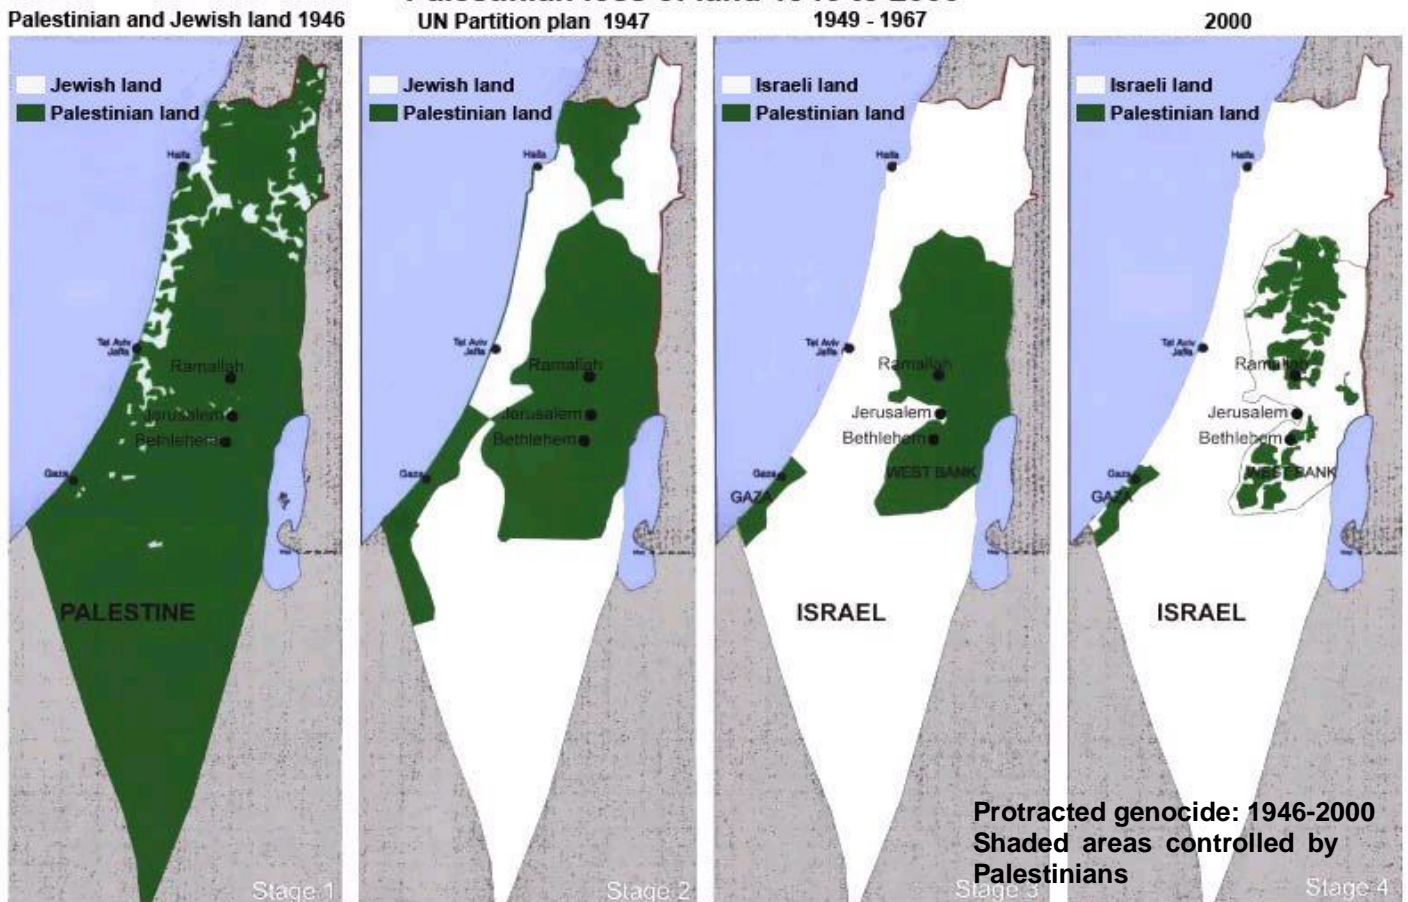 Palestinian and Jewish land 1946
Jewish land
Palestinian land
Haifa
Tel Aviv
Jaffa
Ramallah
Jerusalem
Bethlehem
Gaza
PALESTINE
Stage 1
UN Partition plan 1947
Jewish land
Palestinian land
Haifa
Tel Aviv
Jaffa
Ramallah
Jerusalem
Bethlehem
Gaza
Stage 2
1949 - 1967
Israeli land
Palestinian land
Haifa
Tel Aviv
Jaffa
Ramallah
Jerusalem
Bethlehem
Gaza
GAZA
WEST BANK
ISRAEL
Stage 3
2000
Israeli land
Palestinian land
Haifa
Tel Aviv
Jaffa
Ramallah
Jerusalem
Bethlehem
Gaza
GAZA
WEST BANK
ISRAEL
Protracted genocide: 1946-2000
Shaded areas controlled by
Palestinians
Stage 4